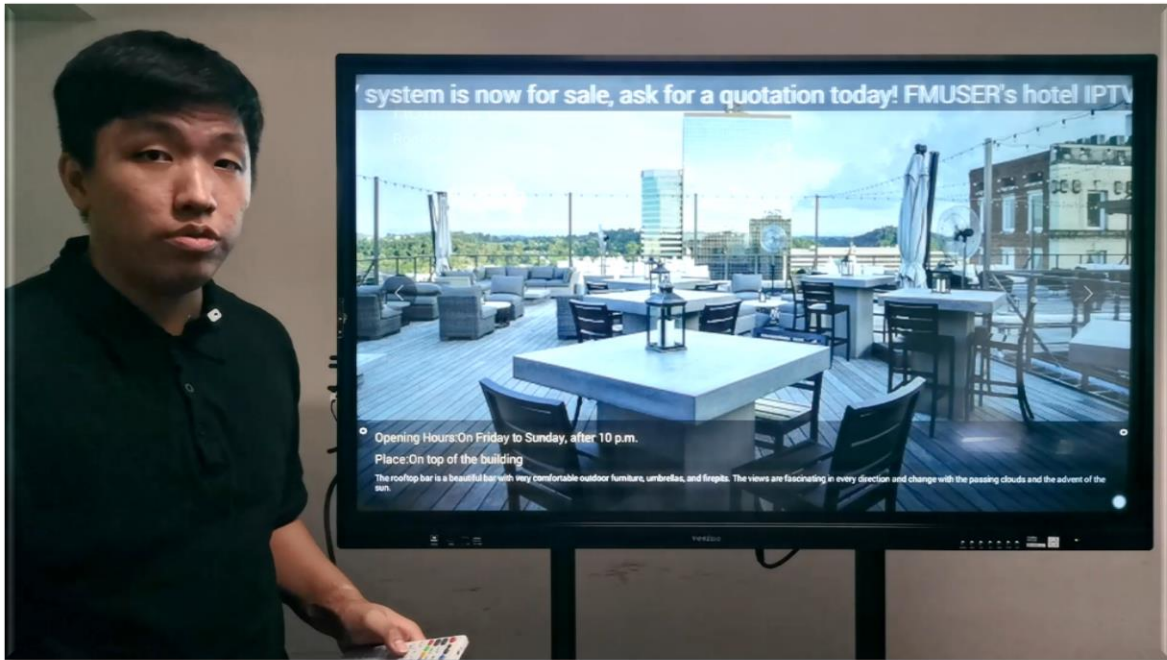 system is now for sale, ask for a quotation today! FMUSER's hotel IPTV
Opening Hours:On Friday to Sunday, after 10 p.m.
Place:On top of the building
The rooftop bar is a beautiful bar with very comfortable outdoor furniture, umbrellas, and firepits. The views are fascinating in every direction and change with the passing clouds and the advent of the
sun.